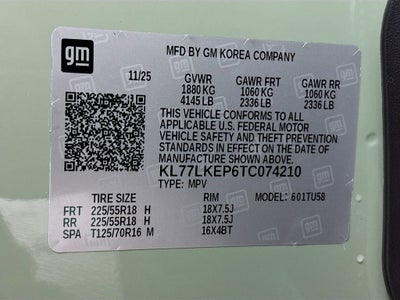 gm
MFD BY GM KOREA COMPANY
11/25 GVWR GAWR FRT GAWR RR
1880 KG 1060 KG 1060 KG
4145 LB 2336 LB 2336 LB
THIS VEHICLE CONFORMS TO ALL
APPLICABLE U.S. FEDERAL MOTOR
VEHICLE SAFETY AND THEFT PREVENTION
STANDARDS IN EFFECT ON THE DATE OF
MANUFACTURE SHOWN ABOVE.
KL77LKEP6TC074210
TYPE: MPV
TIRE SIZE RIM MODEL: 601TU58
FRT 225/55R18 H 18X7.5J
RR 225/55R18 H 18X7.5J
SPA T125/70R16 M 16X4BT